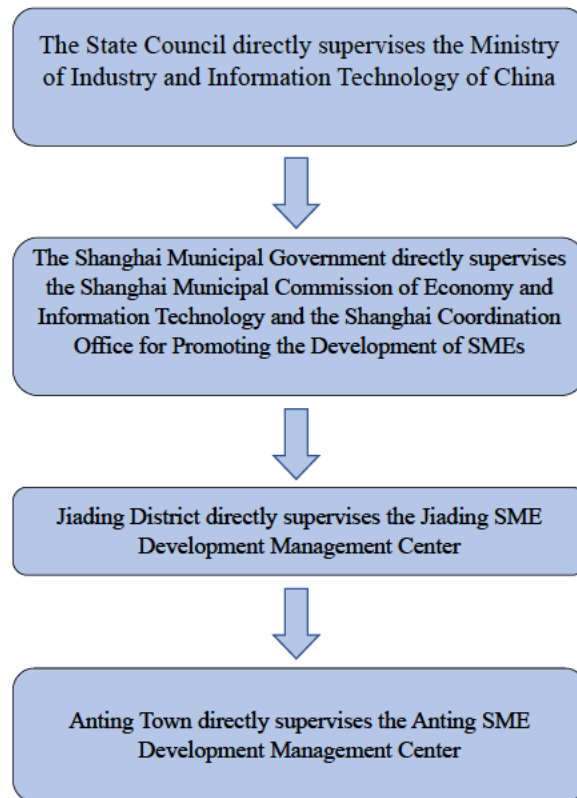 The State Council directly supervises the Ministry
of Industry and Information Technology of China
The Shanghai Municipal Government directly supervises
the Shanghai Municipal Commission of Economy and
Information Technology and the Shanghai Coordination
Office for Promoting the Development of SMEs
Jiading District directly supervises the Jiading SME
Development Management Center
Anting Town directly supervises the Anting SME
Development Management Center